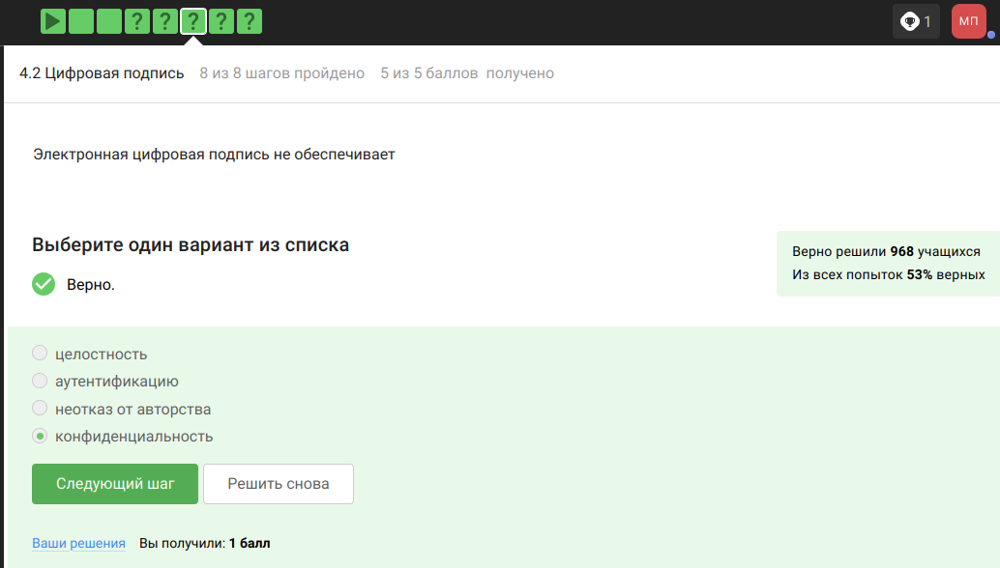 ? ? ? ? ? 1 МП
4.2 Цифровая подпись 8 из 8 шагов пройдено 5 из 5 баллов получено
Электронная цифровая подпись не обеспечивает
Выберите один вариант из списка
Верно решили 968 учащихся
Из всех попыток 53% верных
Верно.
целостность
аутентификацию
неотказ от авторства
конфиденциальность
Следующий шаг Решить снова
Ваши решения Вы получили: 1 балл